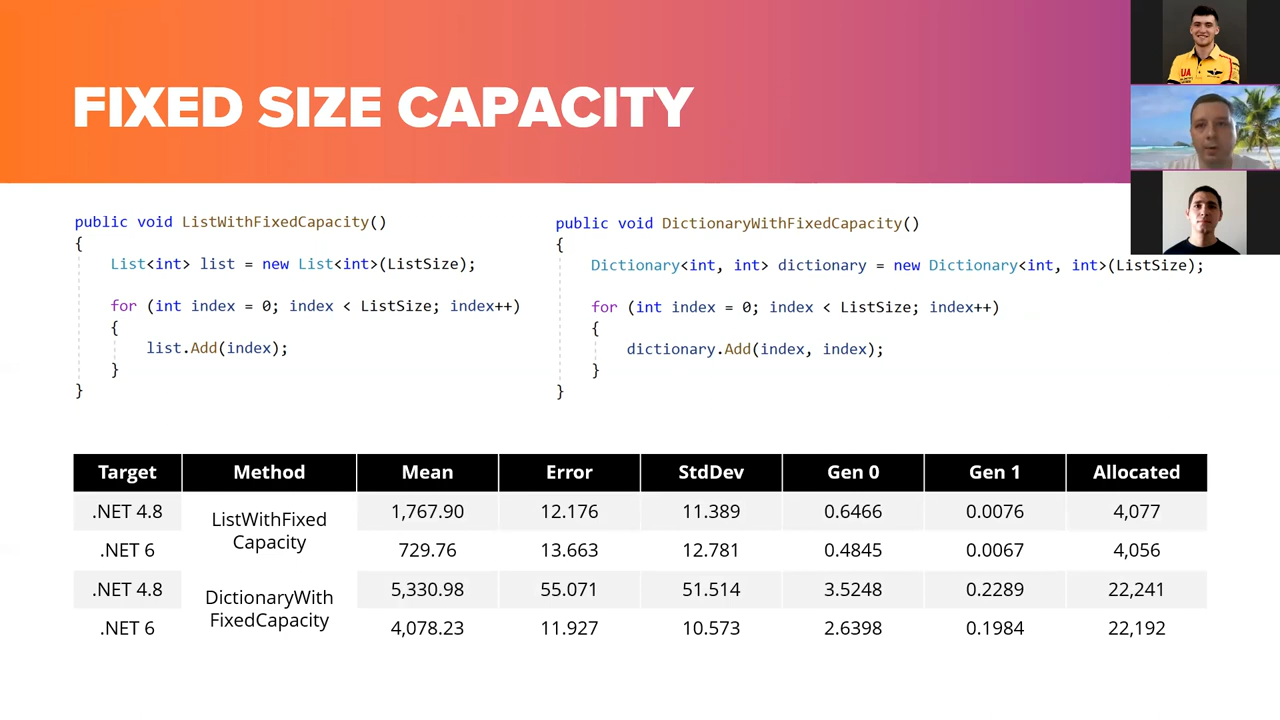 FIXED SIZE CAPACITY
UA
public void ListWithFixedCapacity()
{
List<int> list = new List<int>(ListSize);
for (int index = 0; index < ListSize; index++)
{
list.Add(index);
}
}
public void DictionaryWithFixedCapacity()
{
Dictionary<int, int> dictionary = new Dictionary<int, int>(ListSize);
for (int index = 0; index < ListSize; index++)
{
dictionary.Add(index, index);
}
}
Target Method Mean Error StdDev Gen 0 Gen 1 Allocated
.NET 4.8 ListWithFixed 1,767.90 12.176 11.389 0.6466 0.0076 4,077
.NET 6 Capacity 729.76 13.663 12.781 0.4845 0.0067 4,056
.NET 4.8 DictionaryWith 5,330.98 55.071 51.514 3.5248 0.2289 22,241
.NET 6 FixedCapacity 4,078.23 11.927 10.573 2.6398 0.1984 22,192